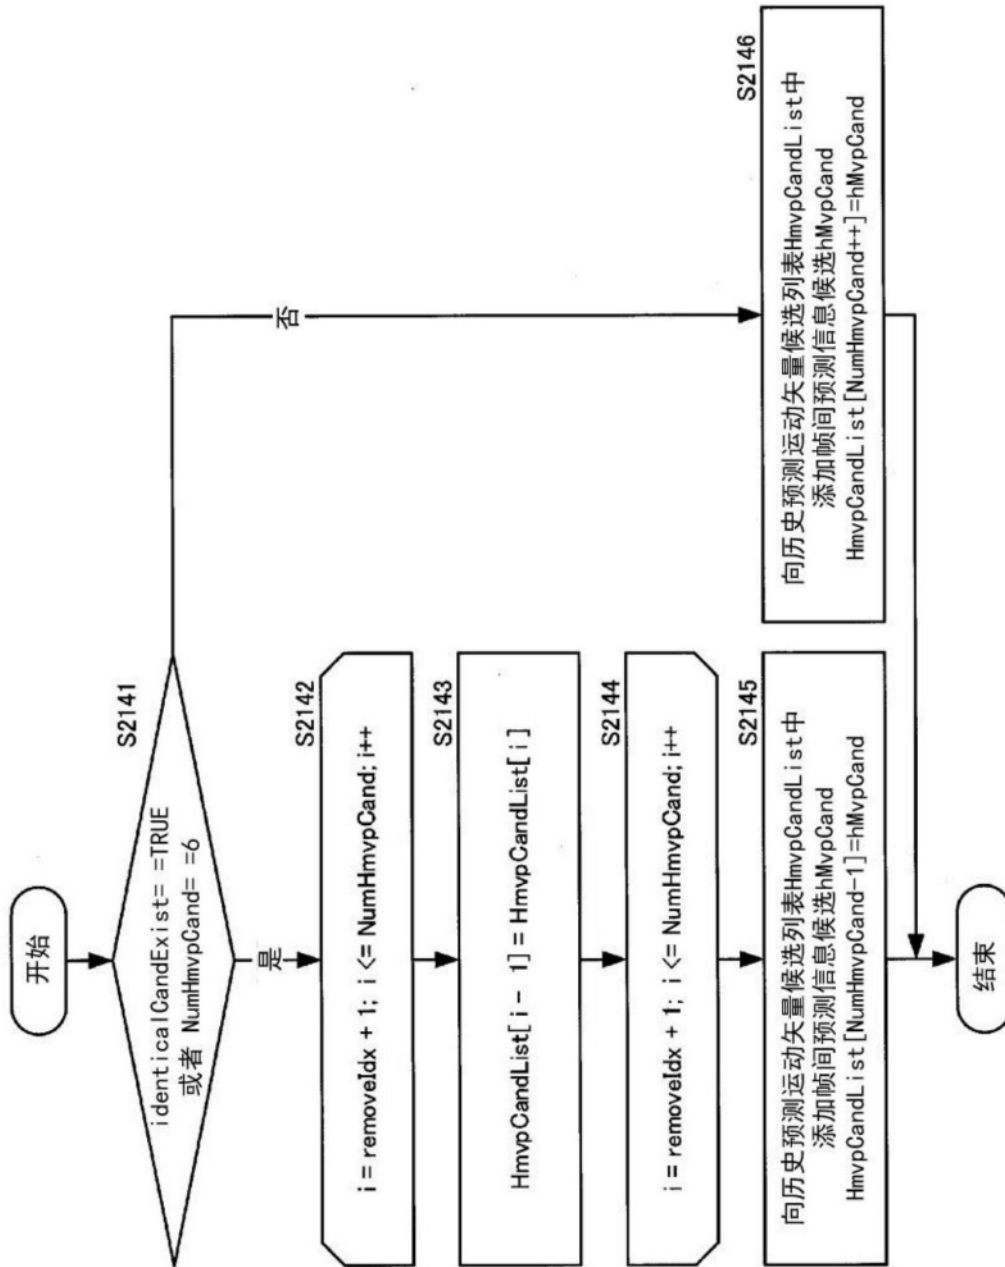 开始
S2141
identicalCandExist= =TRUE
或者 NumHmvpCand= =6
是
否
S2142
i = removeIdx + 1; i <= NumHmvpCand; i++
S2143
HmvpCandList[i - 1] = HmvpCandList[i]
S2144
i = removeIdx + 1; i <= NumHmvpCand; i++
S2145
向历史预测运动矢量候选列表HmvpCandList中
添加帧间预测信息候选hMvpCand
HmvpCandList[NumHmvpCand-1]=hMvpCand
S2146
向历史预测运动矢量候选列表HmvpCandList中
添加帧间预测信息候选hMvpCand
HmvpCandList[NumHmvpCand++]=hMvpCand
结束